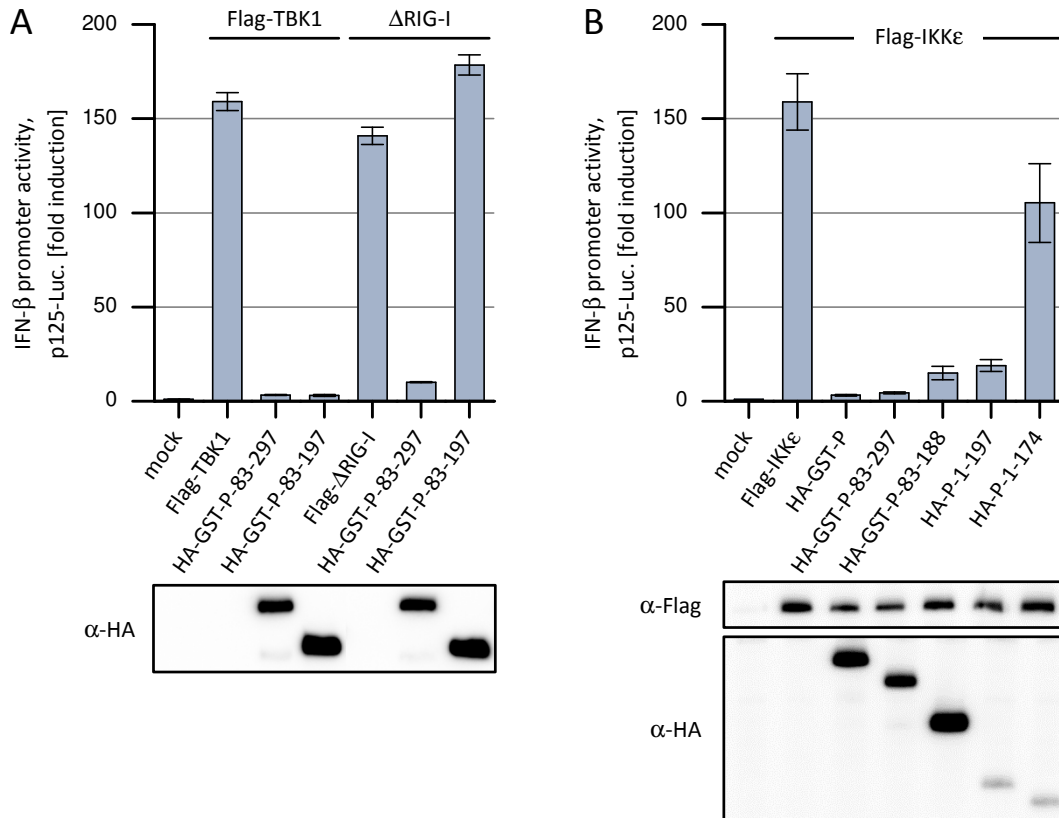 A
Flag-TBK1
ΔRIG-I
IFN-β promoter activity,
p125-Luc. [fold induction]
200
150
100
50
0
mock
Flag-TBK1
HA-GST-P-83-297
HA-GST-P-83-197
Flag-ΔRIG-I
HA-GST-P-83-297
HA-GST-P-83-197
α-HA
B
Flag-IKKε
IFN-β promoter activity,
p125-Luc. [fold induction]
200
150
100
50
0
mock
Flag-IKKε
HA-GST-P
HA-GST-P-83-297
HA-GST-P-83-188
HA-P-1-197
HA-P-1-174
α-Flag
α-HA